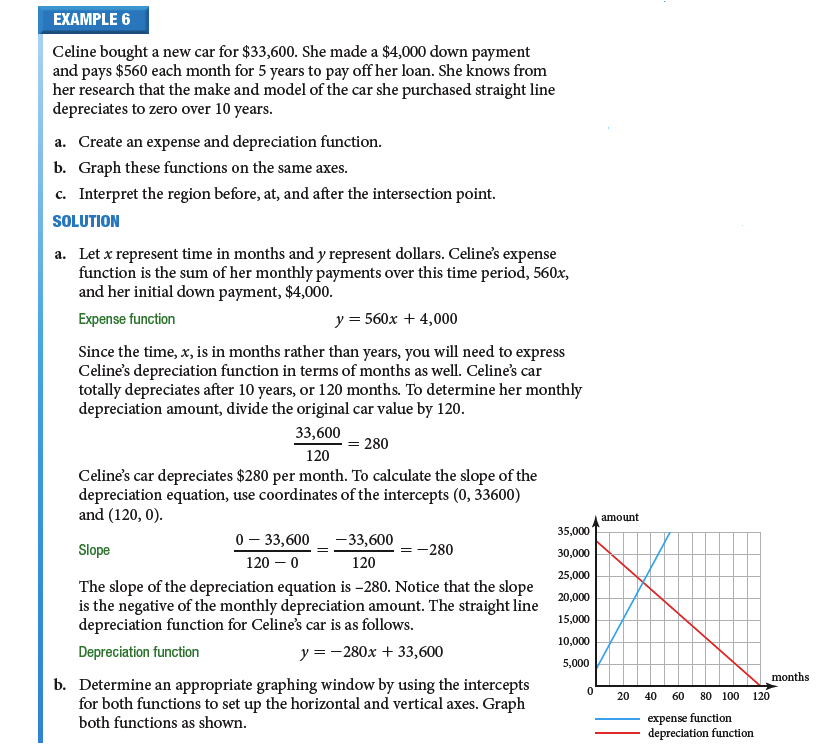 EXAMPLE 6
Celine bought a new car for $33,600. She made a $4,000 down payment
and pays $560 each month for 5 years to pay off her loan. She knows from
her research that the make and model of the car she purchased straight line
depreciates to zero over 10 years.
a. Create an expense and depreciation function.
b. Graph these functions on the same axes.
c. Interpret the region before, at, and after the intersection point.
SOLUTION
a. Let x represent time in months and y represent dollars. Celine's expense
function is the sum of her monthly payments over this time period, 560x,
and her initial down payment, $4,000.
Expense function y = 560x + 4,000
Since the time, x, is in months rather than years, you will need to express
Celine's depreciation function in terms of months as well. Celine's car
totally depreciates after 10 years, or 120 months. To determine her monthly
depreciation amount, divide the original car value by 120.
33,600
120
= 280
Celine's car depreciates $280 per month. To calculate the slope of the
depreciation equation, use coordinates of the intercepts (0, 33600)
and (120, 0).
Slope
0 − 33,600
120 − 0
=
−33,600
120
= −280
The slope of the depreciation equation is –280. Notice that the slope
is the negative of the monthly depreciation amount. The straight line
depreciation function for Celine's car is as follows.
Depreciation function y = −280x + 33,600
b. Determine an appropriate graphing window by using the intercepts
for both functions to set up the horizontal and vertical axes. Graph
both functions as shown.
amount
35,000
30,000
25,000
20,000
15,000
10,000
5,000
0
20 40 60 80 100 120
months
expense function
depreciation function